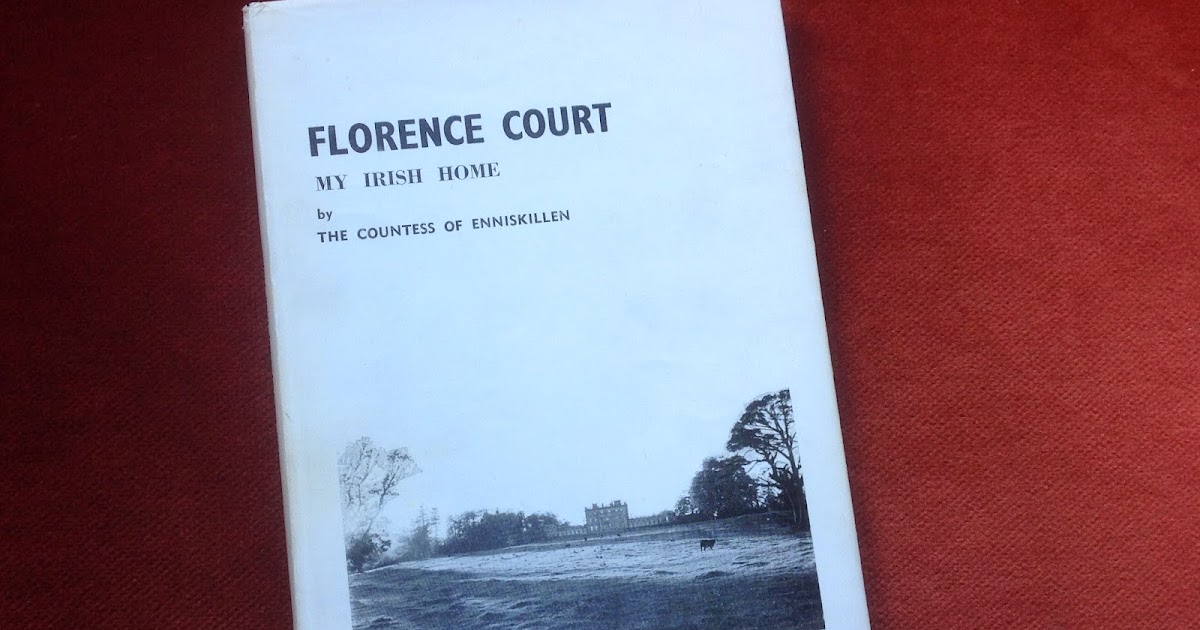 FLORENCE COURT
MY IRISH HOME
by
THE COUNTESS OF ENNISKILLEN